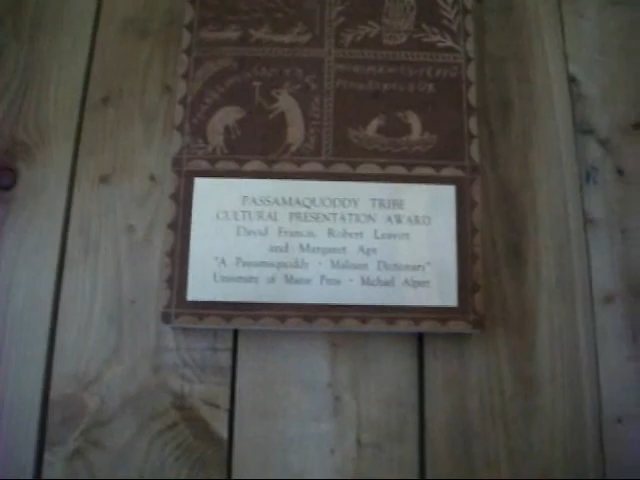 PASSAMAQUODDY TRIBE
CULTURAL PRESENTATION AWARD
David Francis, Robert Leavitt
and Margaret Apt
"A Passamaquoddy - Maliseet Dictionary"
University of Maine Press - Michael Alpert